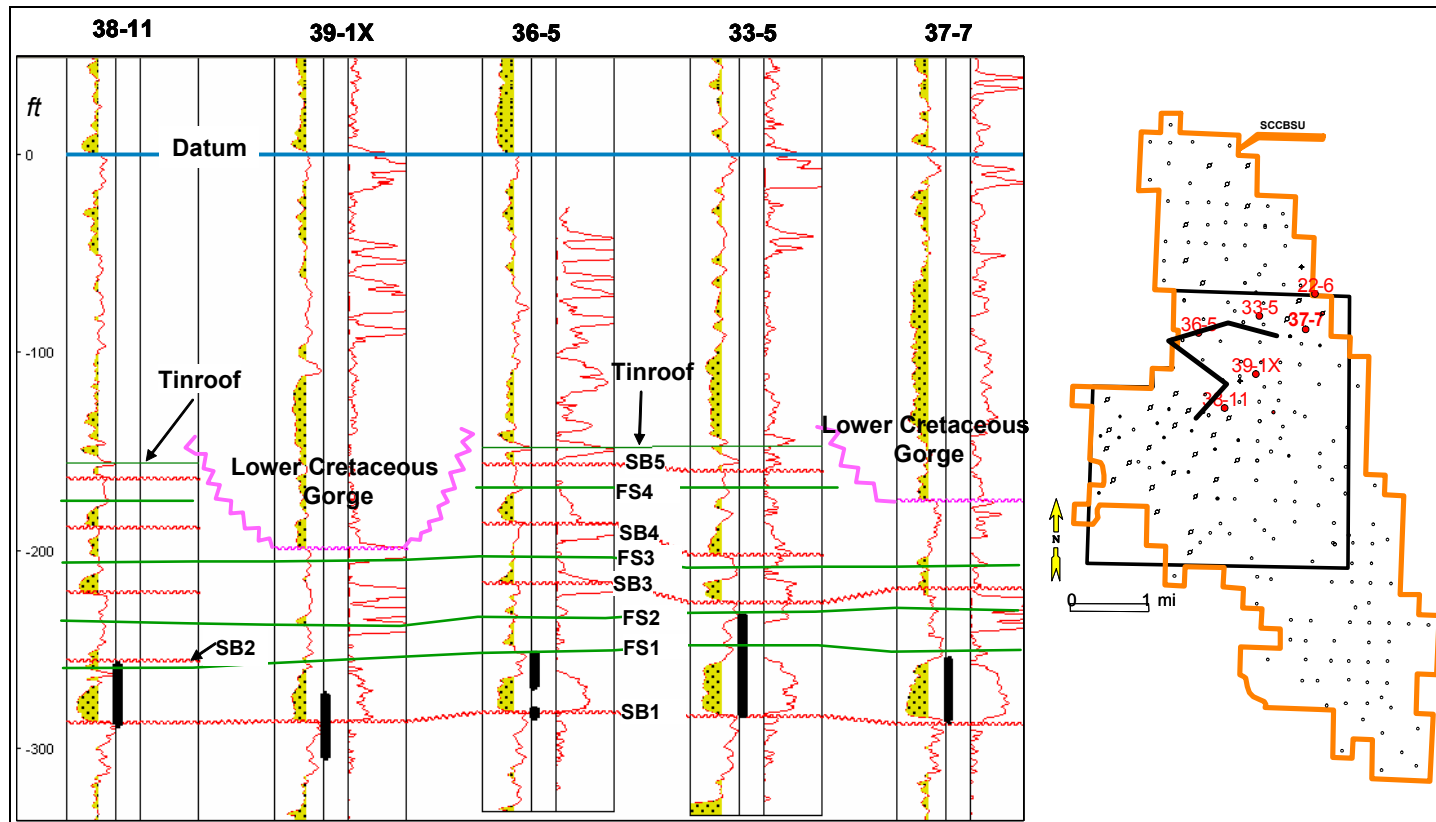 38-11
39-1X
36-5
33-5
37-7
ft
Datum
0
-100
-200
-300
Tinroof
Tinroof
Lower Cretaceous
Gorge
Lower Cretaceous
Gorge
SB5
FS4
SB4
FS3
SB3
FS2
SB2
FS1
SB1
SCCBSU
22-6
33-5
37-7
36-5
39-1X
38-11
N
0 1 mi